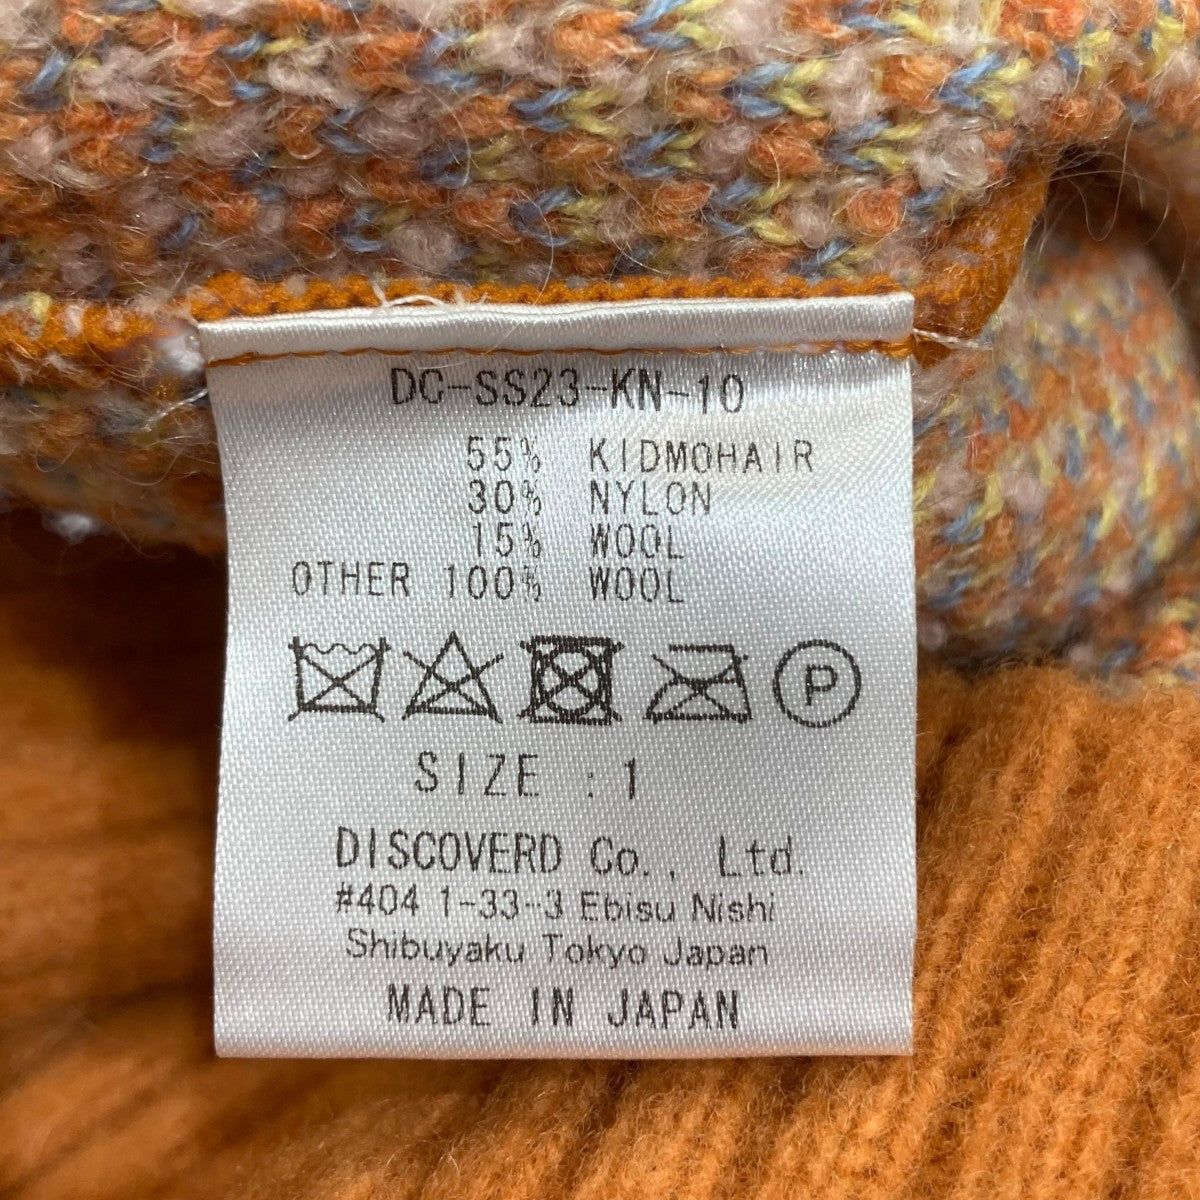 DC-SS23-KN-10
55% KIDMOHAIR
30% NYLON
15% WOOL
OTHER 100% WOOL
P
SIZE : 1
DISCOVERD Co., Ltd.
#404 1-33-3 Ebisu Nishi
Shibuyaku Tokyo Japan
MADE IN JAPAN